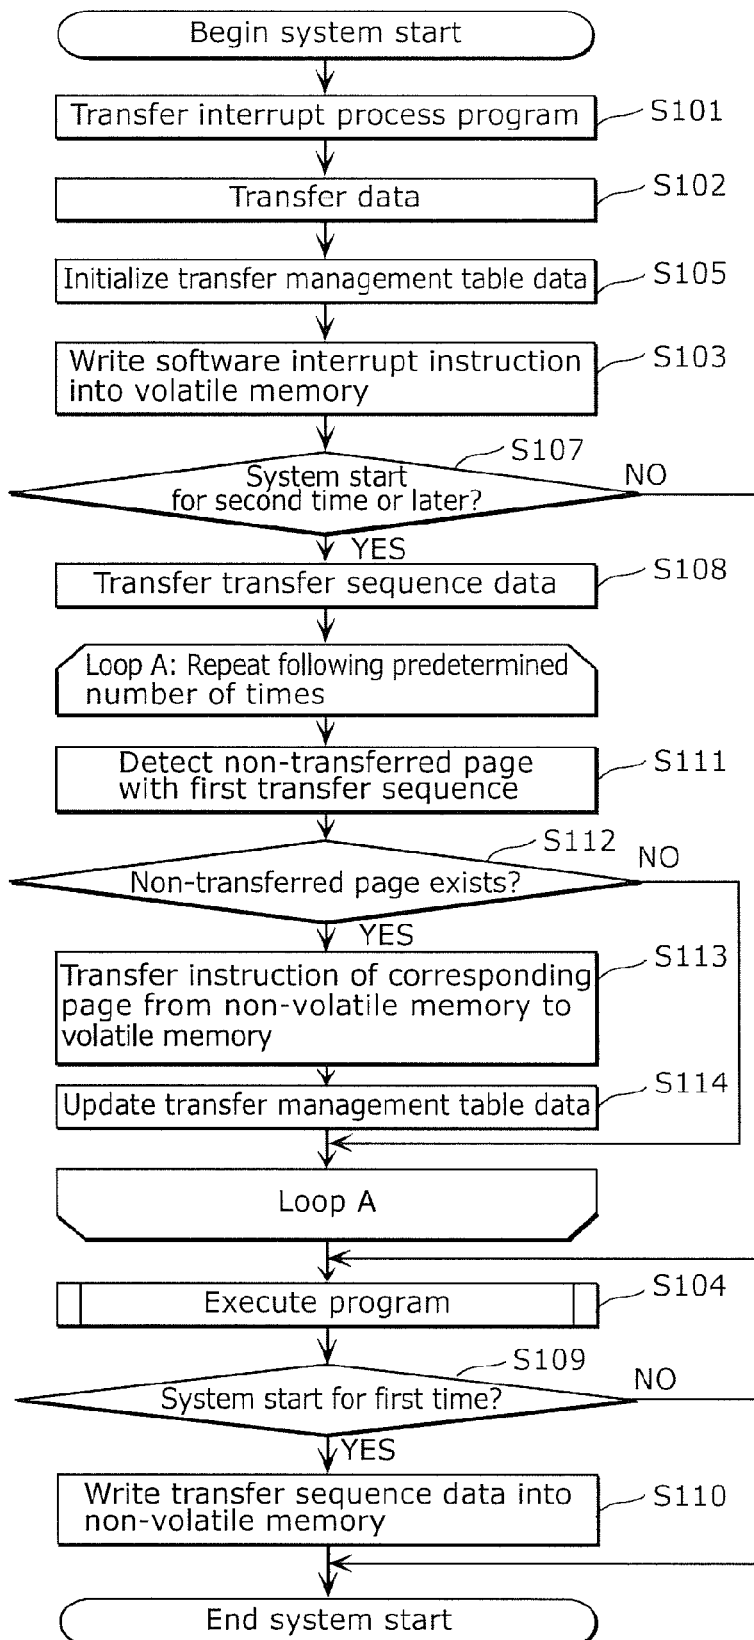 Begin system start
Transfer interrupt process program
S101
Transfer data
S102
Initialize transfer management table data
S105
Write software interrupt instruction
into volatile memory
S103
S107
System start
for second time or later?
NO
YES
Transfer transfer sequence data
S108
Loop A: Repeat following predetermined
number of times
Detect non-transferred page
with first transfer sequence
S111
S112
Non-transferred page exists?
NO
YES
Transfer instruction of corresponding
page from non-volatile memory to
volatile memory
S113
Update transfer management table data
S114
Loop A
Execute program
S104
S109
System start for first time?
NO
YES
Write transfer sequence data into
non-volatile memory
S110
End system start